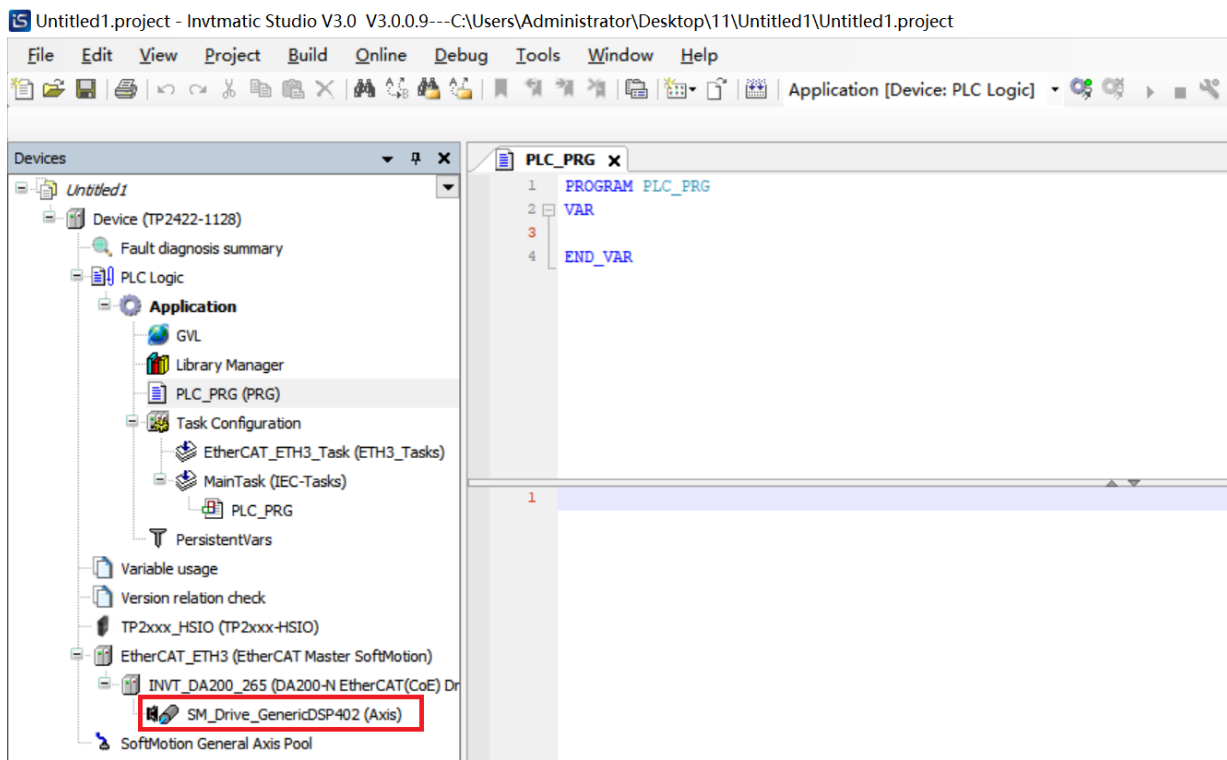 Untitled1.project - Invtmatic Studio V3.0 V3.0.0.9---C:\Users\Administrator\Desktop\11\Untitled1\Untitled1.project
File Edit View Project Build Online Debug Tools Window Help
Application [Device: PLC Logic]
Devices
Untitled1
Device (TP2422-1128)
Fault diagnosis summary
PLC Logic
Application
GVL
Library Manager
PLC_PRG (PRG)
Task Configuration
EtherCAT_ETH3_Task (ETH3_Tasks)
MainTask (IEC-Tasks)
PLC_PRG
PersistentVars
Variable usage
Version relation check
TP2xxx_HSIO (TP2xxx-HSIO)
EtherCAT_ETH3 (EtherCAT Master SoftMotion)
INVT_DA200_265 (DA200-N EtherCAT(CoE) Dr
SM_Drive_GenericDSP402 (Axis)
SoftMotion General Axis Pool
PLC_PRG
1 PROGRAM PLC_PRG
2 VAR
3
4 END_VAR
1